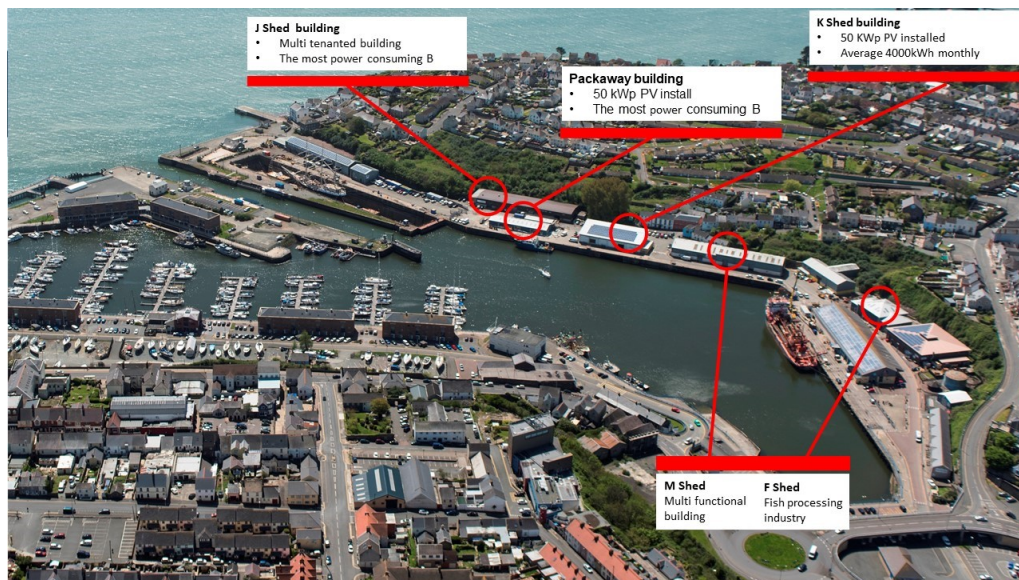 J Shed building
• Multi tenanted building
• The most power consuming B
Packaway building
• 50 kWp PV install
• The most power consuming B
K Shed building
• 50 KWp PV installed
• Average 4000kWh monthly
M Shed
Multi functional
building
F Shed
Fish processing
industry